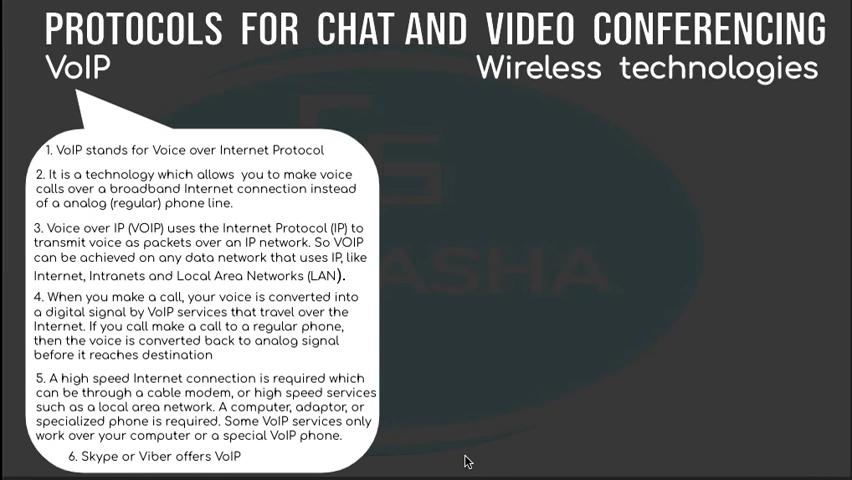 PROTOCOLS FOR CHAT AND VIDEO CONFERENCING
VoIP
Wireless technologies
1. VoIP stands for Voice over Internet Protocol
2. It is a technology which allows you to make voice
calls over a broadband Internet connection instead
of a analog (regular) phone line.
3. Voice over IP (VOIP) uses the Internet Protocol (IP) to
transmit voice as packets over an IP network. So VOIP
can be achieved on any data network that uses IP, like
Internet, Intranets and Local Area Networks (LAN).
4. When you make a call, your voice is converted into
a digital signal by VoIP services that travel over the
Internet. If you call make a call to a regular phone,
then the voice is converted back to analog signal
before it reaches destination
5. A high speed Internet connection is required which
can be through a cable modem, or high speed services
such as a local area network. A computer, adaptor, or
specialized phone is required. Some VoIP services only
work over your computer or a special VoIP phone.
6. Skype or Viber offers VoIP